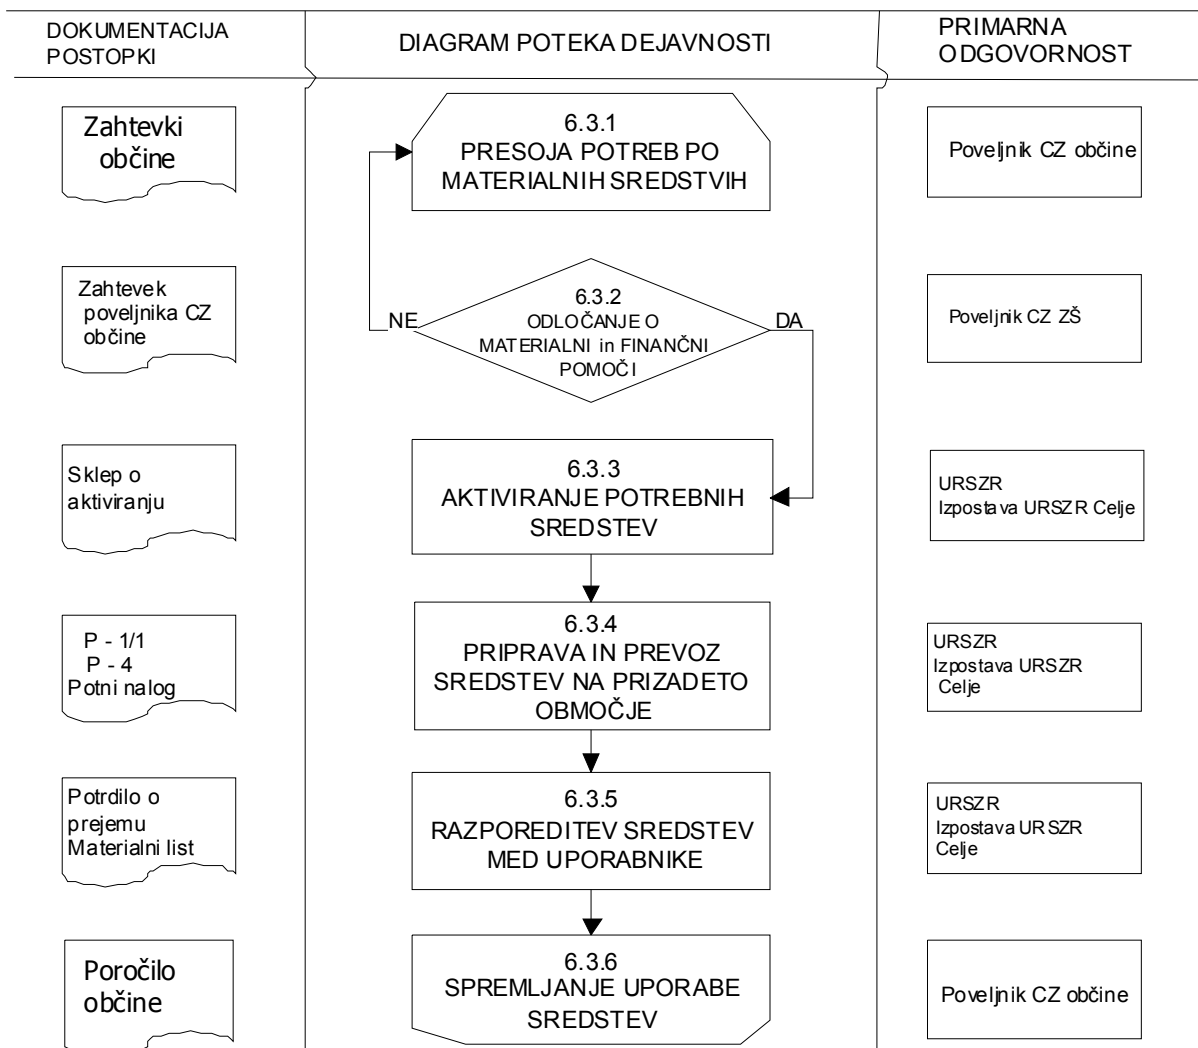 DOKUMENTACIJA
POSTOPKI
DIAGRAM POTEKA DEJAVNOSTI
PRIMARNA
ODGOVORNOST
Zahtevki
občine
6.3.1
PRESOJA POTREB PO
MATERIALNIH SREDSTVIH
Poveljnik CZ občine
Zahtevek
poveljnika CZ
občine
NE
6.3.2
ODLOČANJE O
MATERIALNI in FINANČNI
POMOČI
DA
Poveljnik CZ ZŠ
Sklep o
aktiviranju
6.3.3
AKTIVIRANJE POTREBNIH
SREDSTEV
URSZR
Izpostava URSZR Celje
P - 1/1
P - 4
Potni nalog
6.3.4
PRIPRAVA IN PREVOZ
SREDSTEV NA PRIZADETO
OBMOČJE
URSZR
Izpostava URSZR
Celje
Potrdilo o
prejemu
Materialni list
6.3.5
RAZPOREDITEV SREDSTEV
MED UPORABNIKE
URSZR
Izpostava URSZR
Celje
Poročilo
občine
6.3.6
SPREMLJANJE UPORABE
SREDSTEV
Poveljnik CZ občine